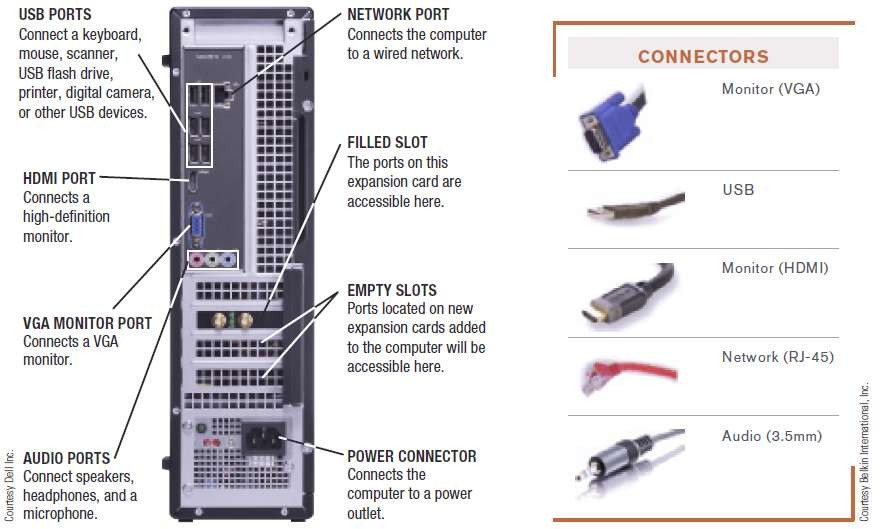 USB PORTS
Connect a keyboard,
mouse, scanner,
USB flash drive,
printer, digital camera,
or other USB devices.
HDMI PORT
Connects a
high-definition
monitor.
VGA MONITOR PORT
Connects a VGA
monitor.
AUDIO PORTS
Connect speakers,
headphones, and a
microphone.
Courtesy Dell Inc.
NETWORK PORT
Connects the computer
to a wired network.
FILLED SLOT
The ports on this
expansion card are
accessible here.
EMPTY SLOTS
Ports located on new
expansion cards added
to the computer will be
accessible here.
POWER CONNECTOR
Connects the
computer to a power
outlet.
CONNECTORS
Monitor (VGA)
USB
Monitor (HDMI)
Network (RJ-45)
Audio (3.5mm)
Courtesy Belkin International, Inc.